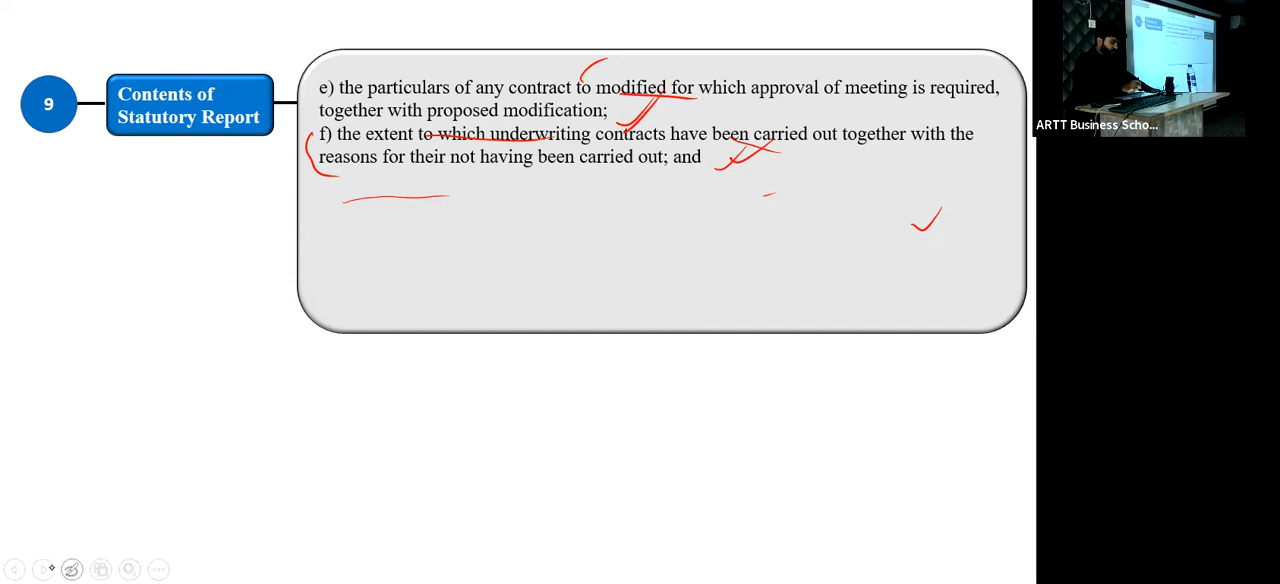 9
Contents of
Statutory Report
e) the particulars of any contract to modified for which approval of meeting is required,
together with proposed modification;
f) the extent to which underwriting contracts have been carried out together with the
reasons for their not having been carried out; and
ARTT Business Scho...